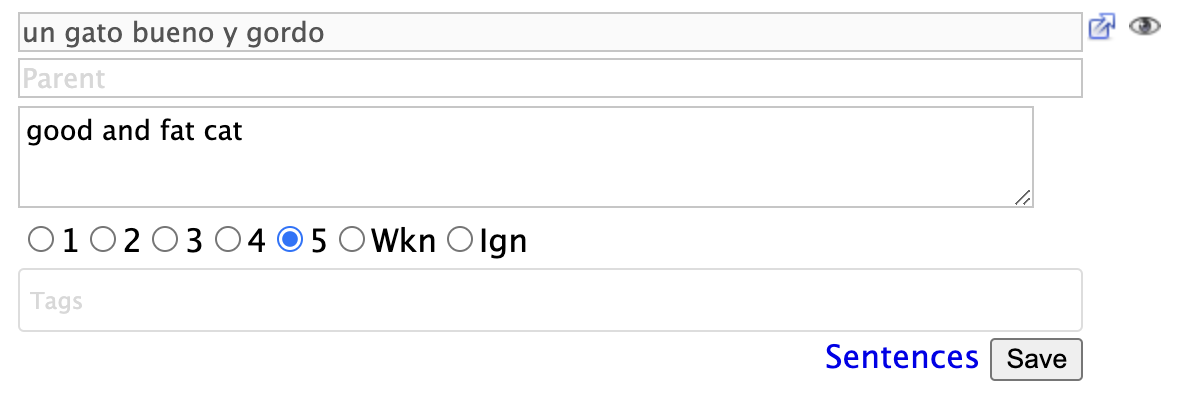 un gato bueno y gordo
Parent
good and fat cat
1 2 3 4 5 Wkn Ign
Tags
Sentences Save